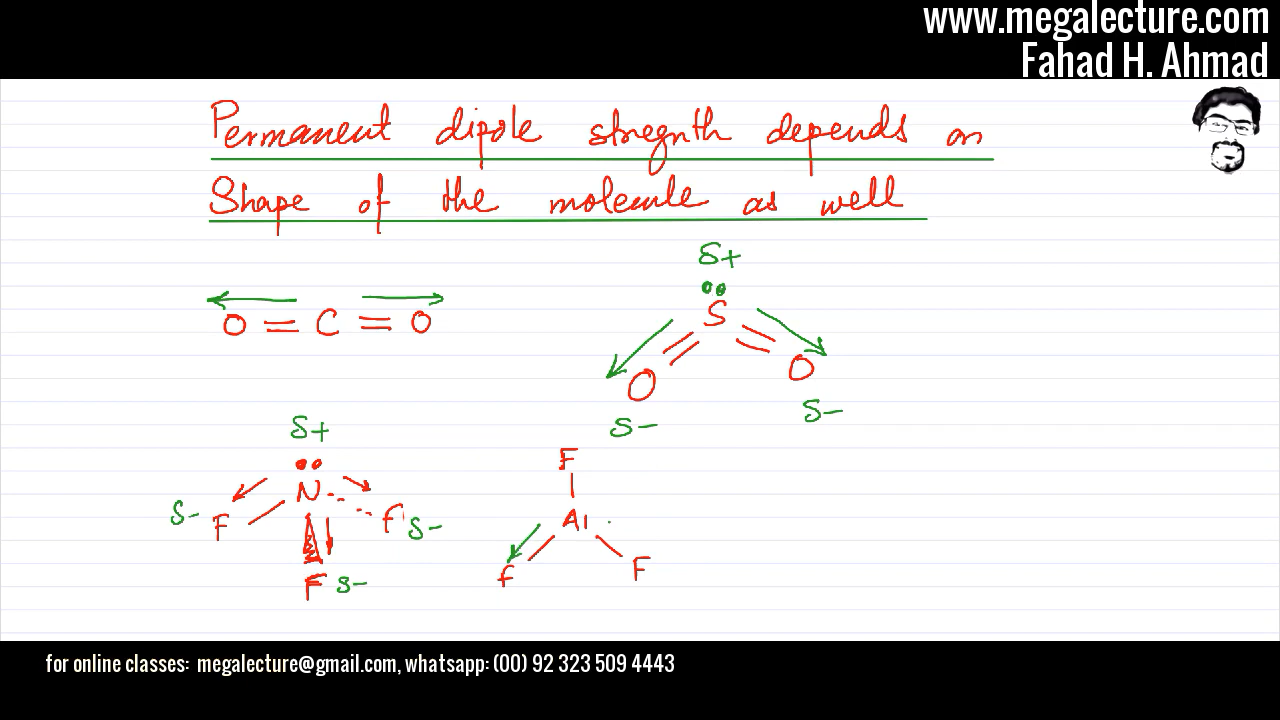 www.megalecture.com
Fahad H. Ahmad
Permanent dipole stregnth depends on
Shape of the molecule as well
δ+
O = C = O
S
O
O
δ-
δ-
δ+
N
δ- F
F δ-
F δ-
F
Al
F
F
for online classes: megalecture@gmail.com, whatsapp: (00) 92 323 509 4443